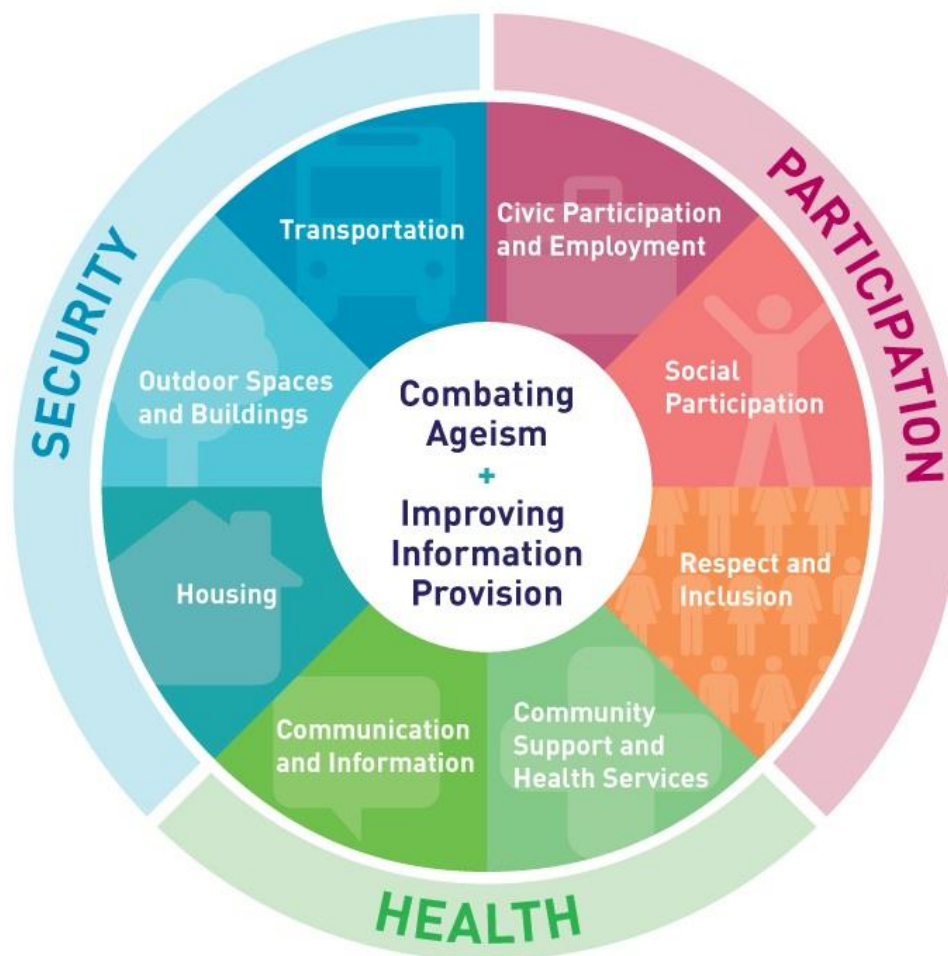 SECURITY
PARTICIPATION
HEALTH
Transportation
Civic Participation
and Employment
Outdoor Spaces
and Buildings
Social
Participation
Combating
Ageism
+
Improving
Information
Provision
Housing
Respect and
Inclusion
Communication
and Information
Community
Support and
Health Services